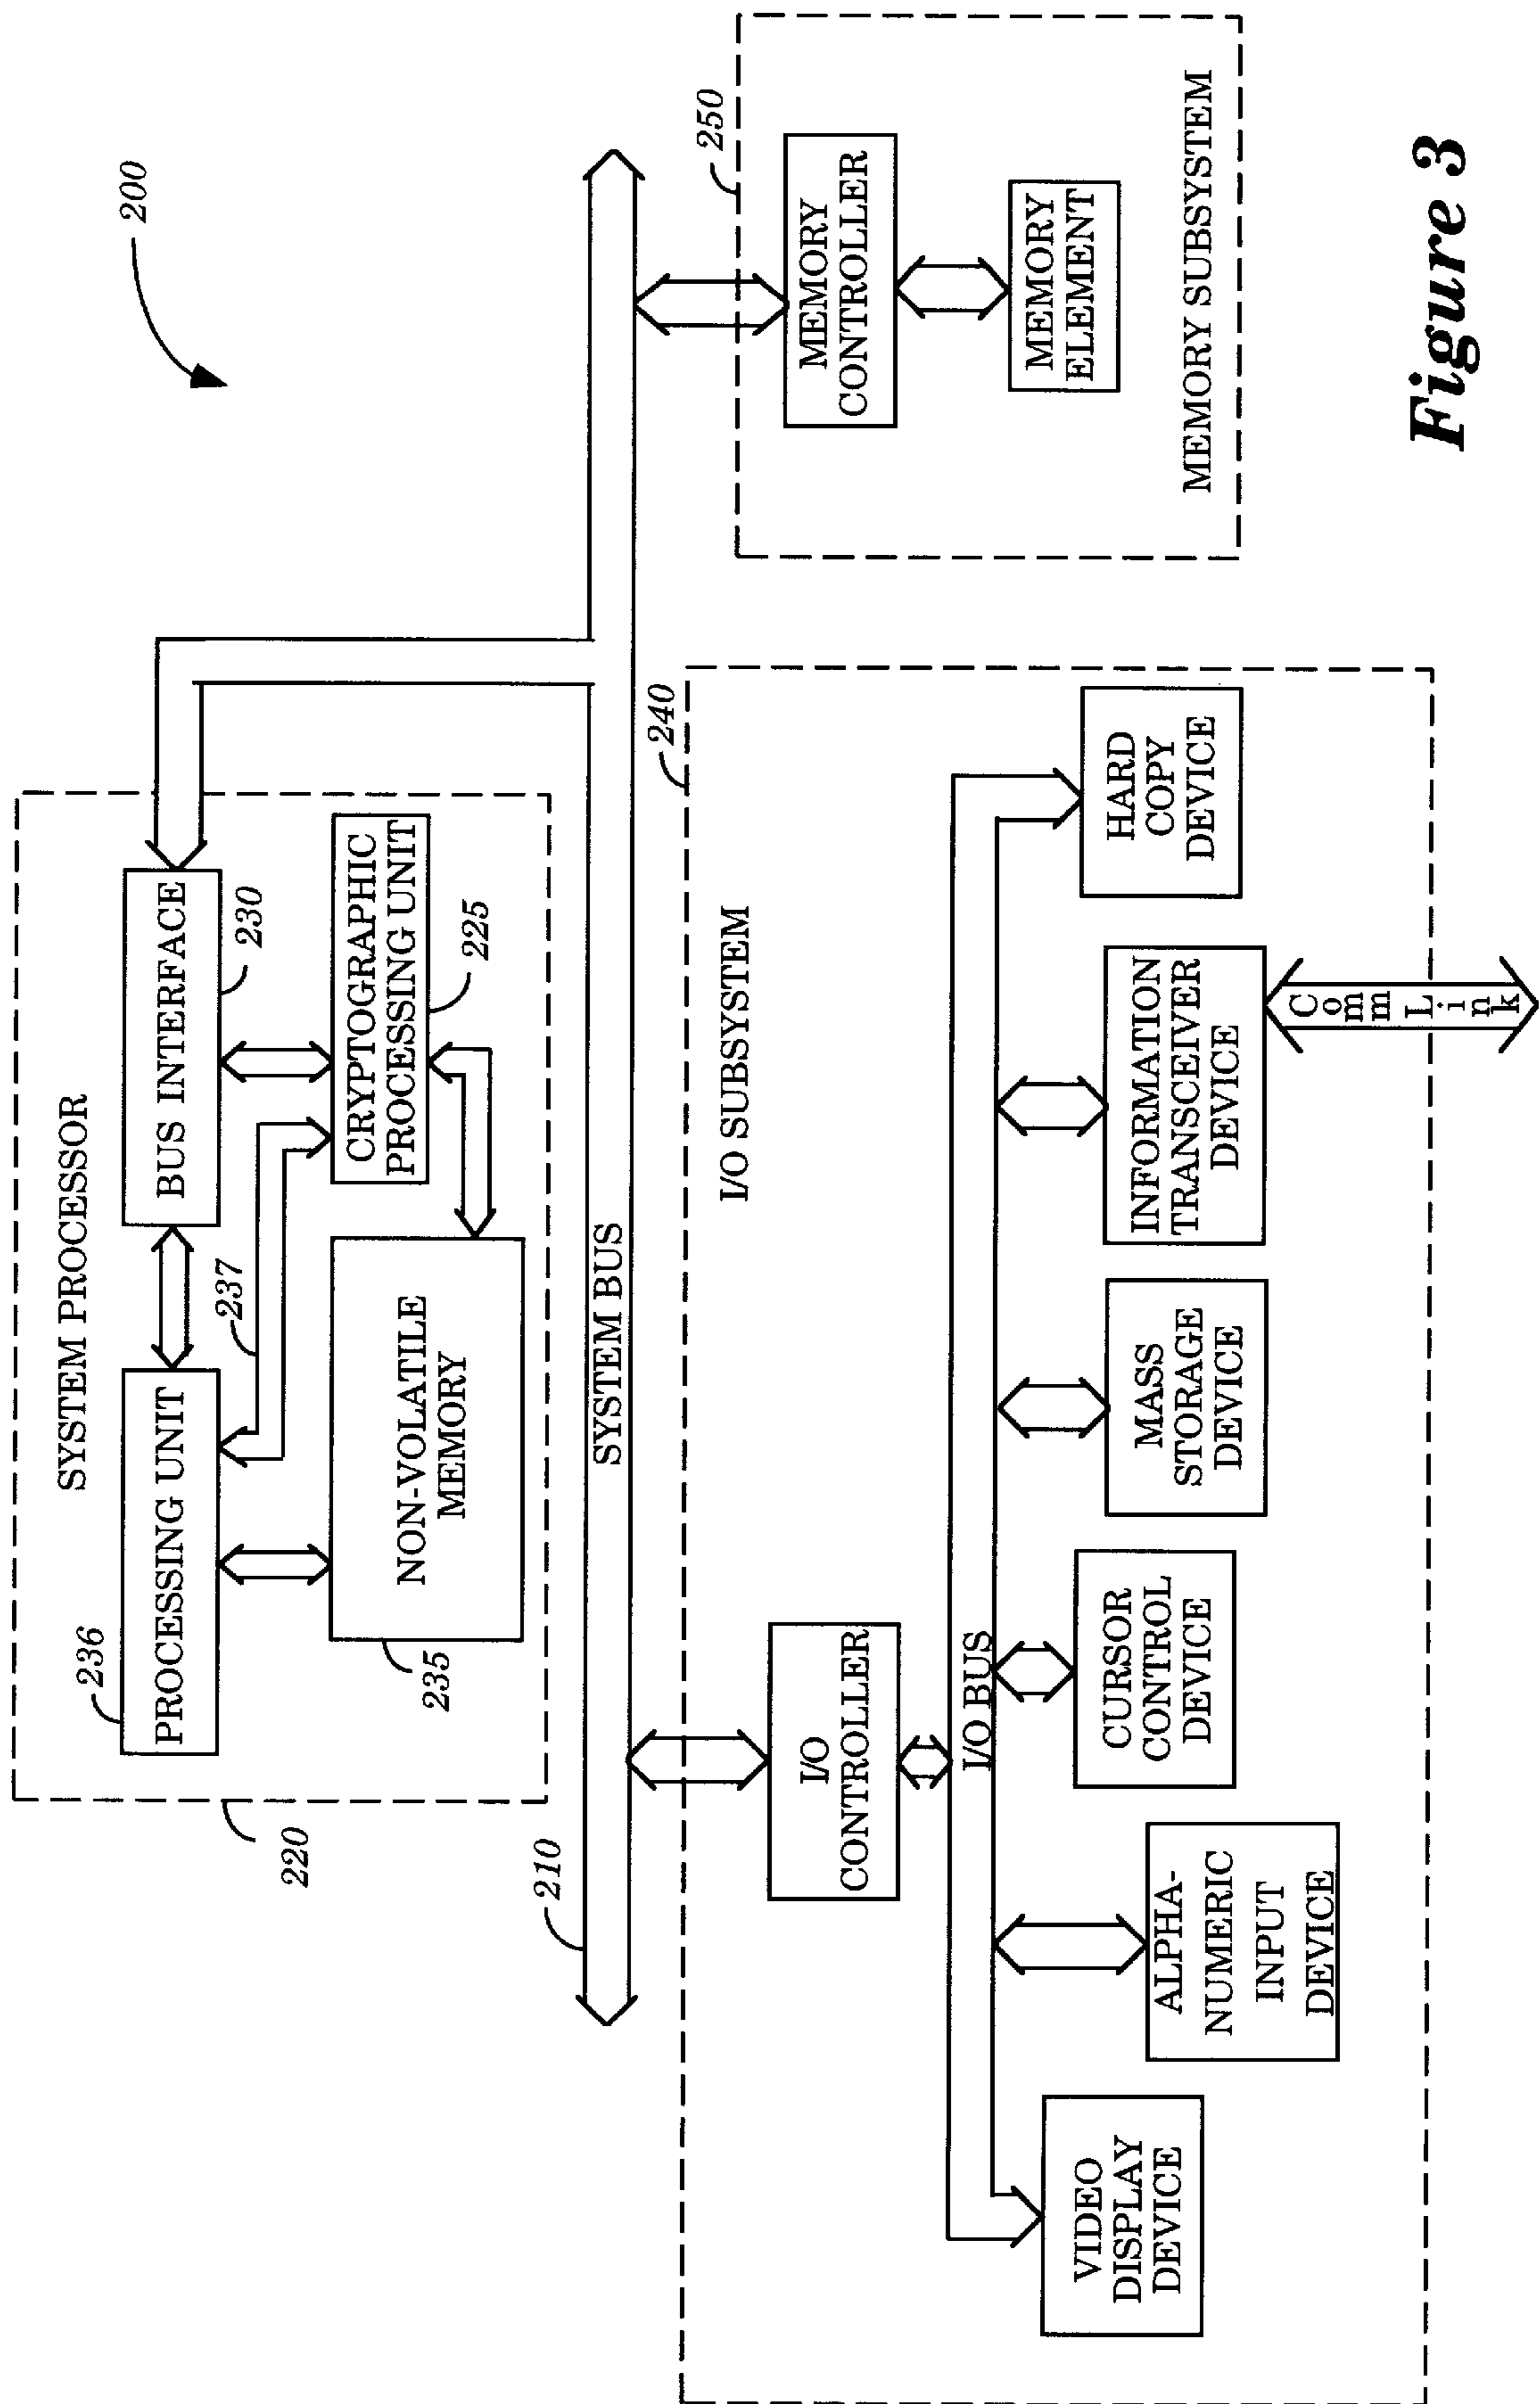 200
SYSTEM PROCESSOR
236
PROCESSING UNIT
BUS INTERFACE
230
237
NON-VOLATILE
MEMORY
235
CRYPTOGRAPHIC
PROCESSING UNIT
225
220
210
SYSTEM BUS
240
I/O SUBSYSTEM
I/O
CONTROLLER
I/O BUS
VIDEO
DISPLAY
DEVICE
ALPHA-
NUMERIC
INPUT
DEVICE
CURSOR
CONTROL
DEVICE
MASS
STORAGE
DEVICE
INFORMATION
TRANSCEIVER
DEVICE
HARD
COPY
DEVICE
Comm Link
250
MEMORY
CONTROLLER
MEMORY
ELEMENT
MEMORY SUBSYSTEM
Figure 3